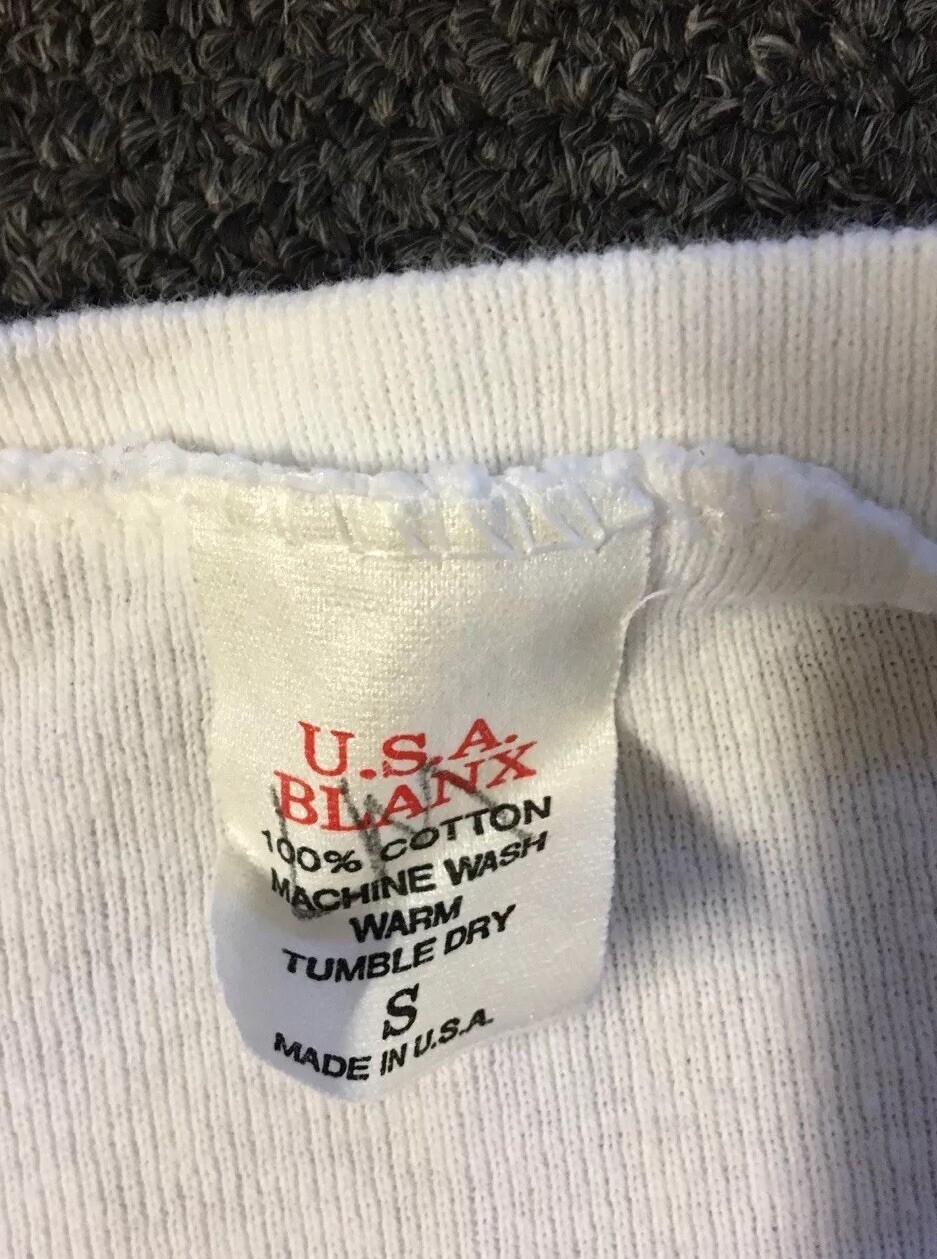 U.S.A.
BLANX
100% COTTON
MACHINE WASH
WARM
TUMBLE DRY
S
MADE IN U.S.A.